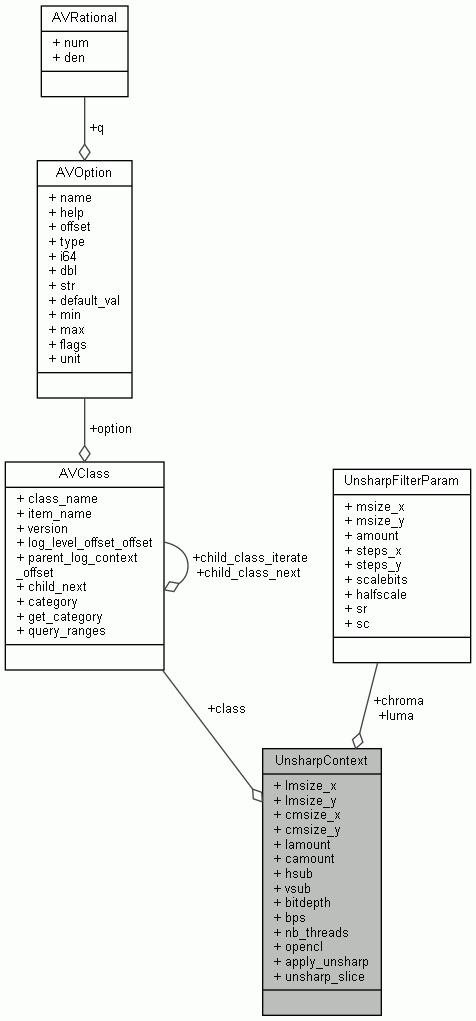 AVRational
+ num
+ den
+q
AVOption
+ name
+ help
+ offset
+ type
+ i64
+ dbl
+ str
+ default_val
+ min
+ max
+ flags
+ unit
+option
AVClass
+ class_name
+ item_name
+ version
+ log_level_offset_offset
+ parent_log_context
_offset
+ child_next
+ category
+ get_category
+ query_ranges
+child_class_iterate
+child_class_next
UnsharpFilterParam
+ msize_x
+ msize_y
+ amount
+ steps_x
+ steps_y
+ scalebits
+ halfscale
+ sr
+ sc
+class
+chroma
+luma
UnsharpContext
+ lmsize_x
+ lmsize_y
+ cmsize_x
+ cmsize_y
+ lamount
+ camount
+ hsub
+ vsub
+ bitdepth
+ bps
+ nb_threads
+ opencl
+ apply_unsharp
+ unsharp_slice